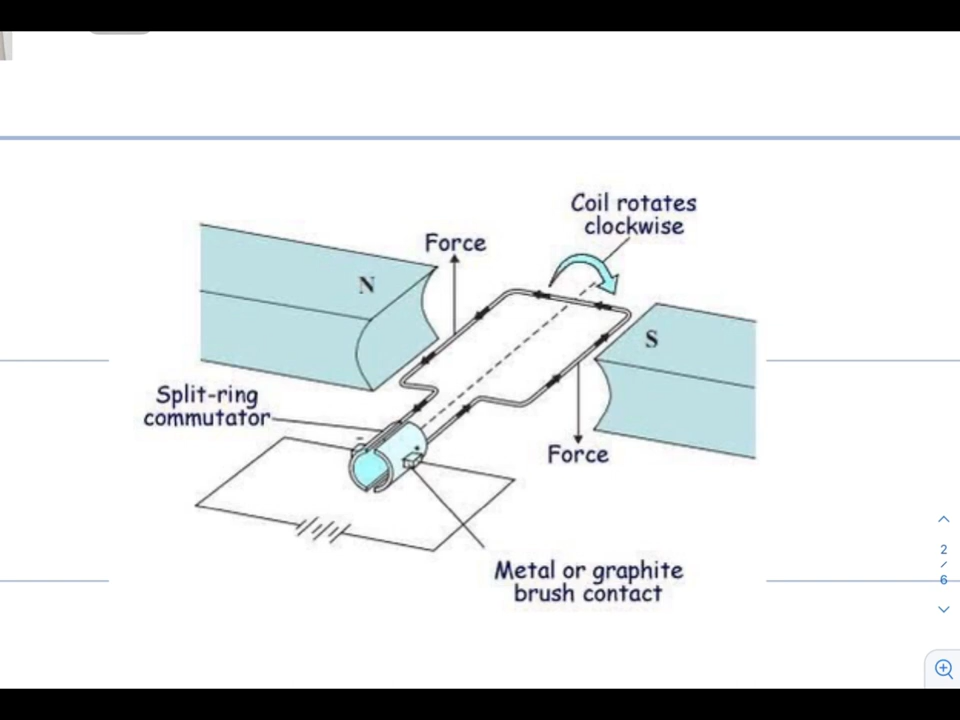 Coil rotates
clockwise
Force
N
S
Split-ring
commutator
Force
Metal or graphite
brush contact
2
/
6